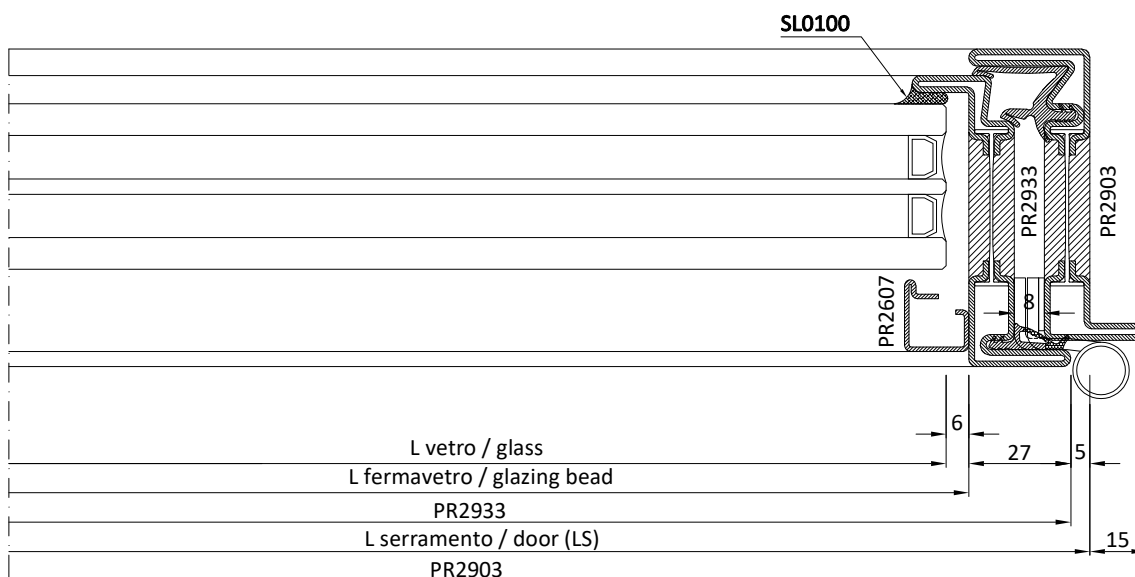 SL0100
PR2933
PR2903
PR2607
8
6
27
5
L vetro / glass
L fermavetro / glazing bead
PR2933
L serramento / door (LS)
15
PR2903